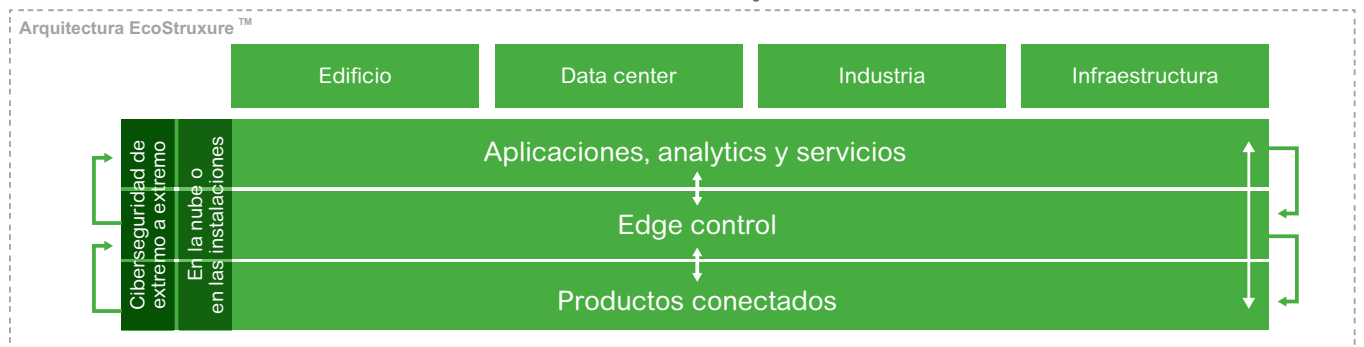 Arquitectura EcoStruxure ™
Edificio
Data center
Industria
Infraestructura
Ciberseguridad de
extremo a extremo
En la nube o
en las instalaciones
Aplicaciones, analytics y servicios
Edge control
Productos conectados